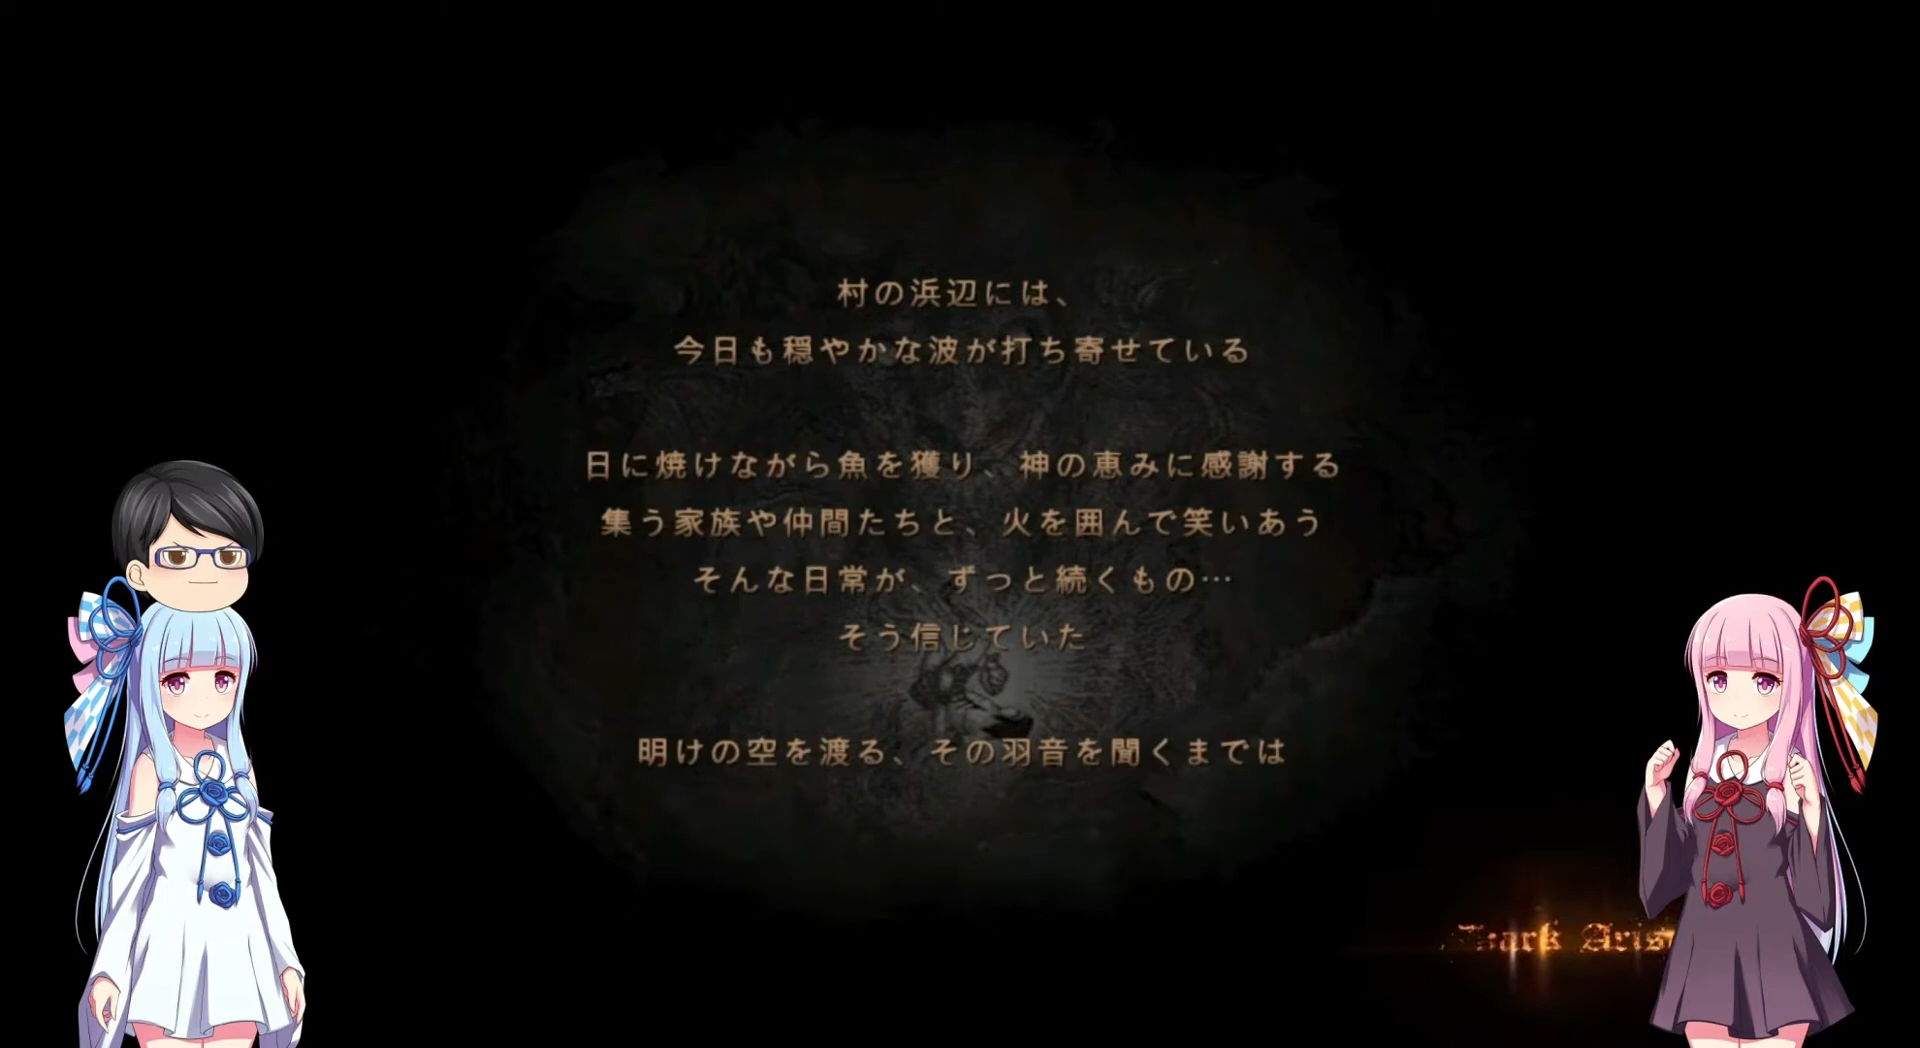 村の浜辺には、
今日も穏やかな波が打ち寄せている
日に焼けながら魚を獲り、神の恵みに感謝する
集う家族や仲間たちと、火を囲んで笑いあう
そんな日常が、ずっと続くもの…
そう信じていた
明けの空を渡る、その羽音を聞くまでは